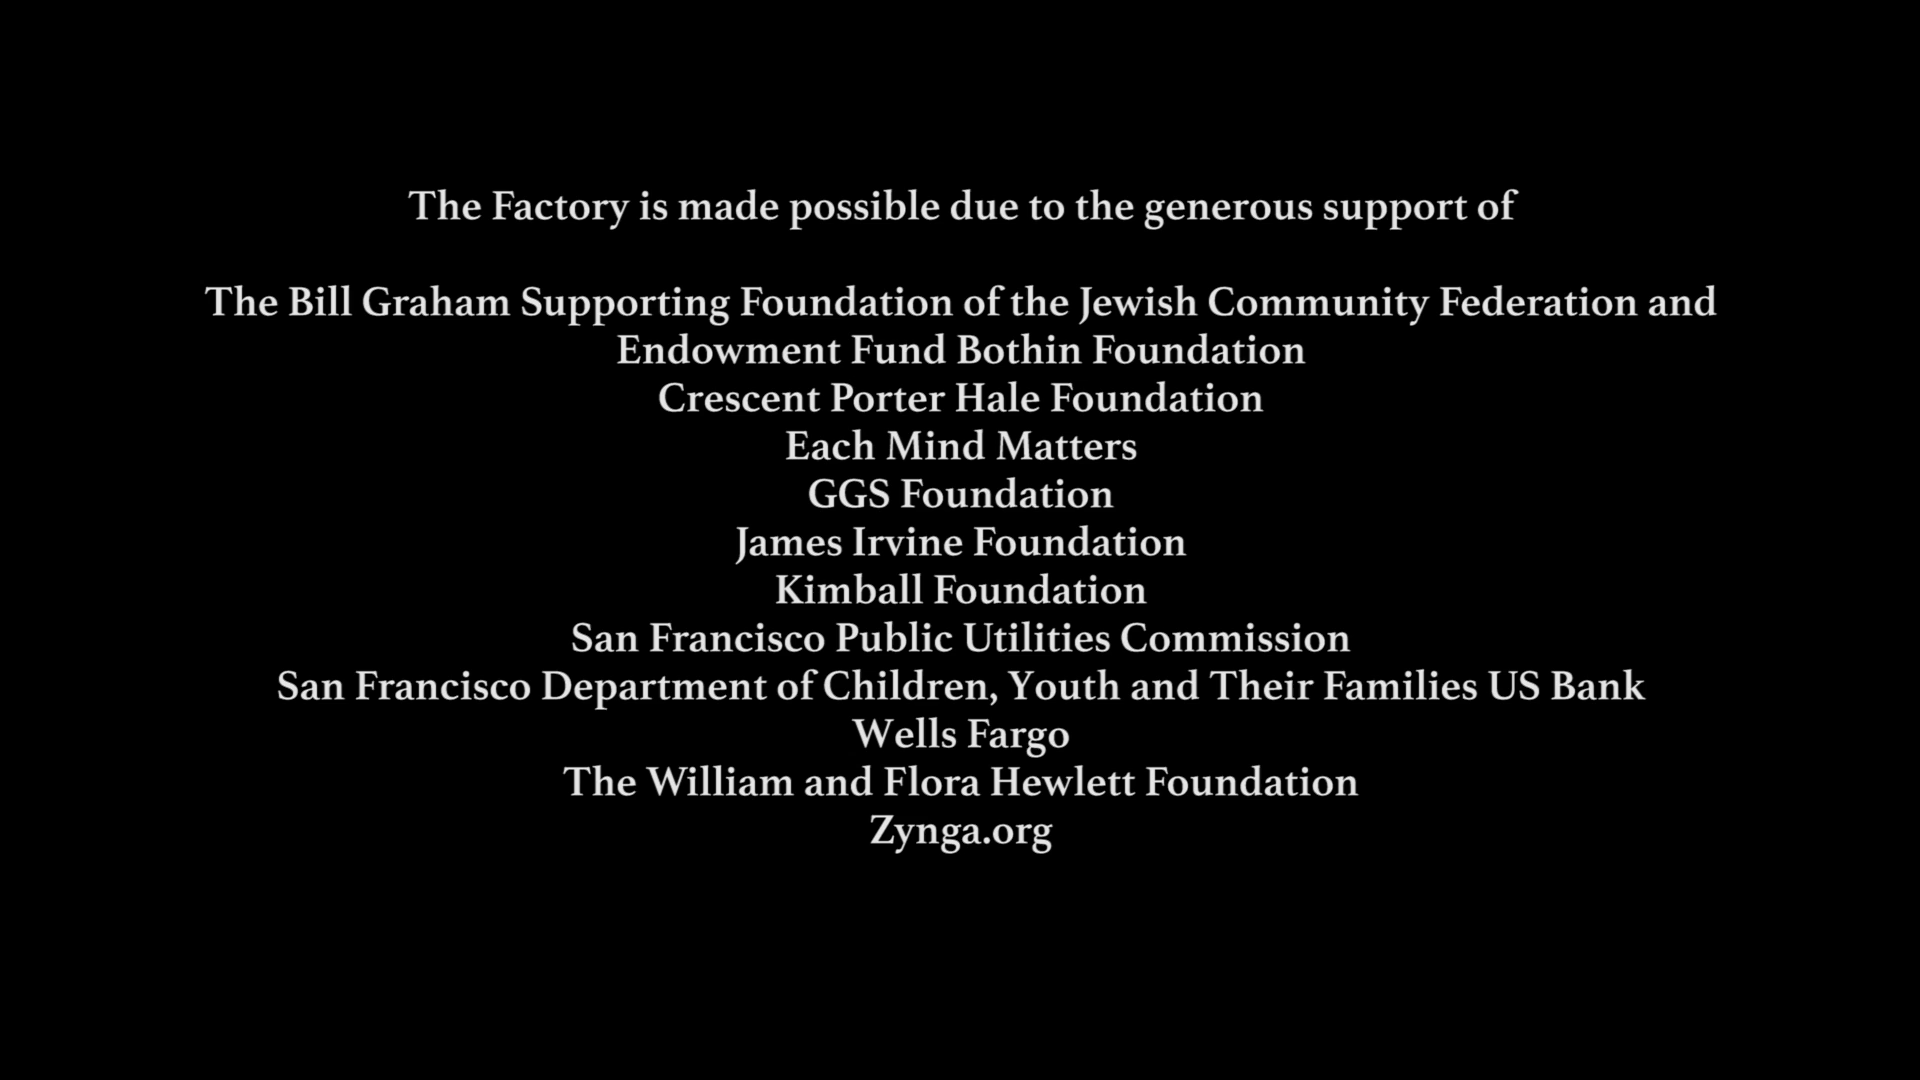 The Factory is made possible due to the generous support of
The Bill Graham Supporting Foundation of the Jewish Community Federation and
Endowment Fund Bothin Foundation
Crescent Porter Hale Foundation
Each Mind Matters
GGS Foundation
James Irvine Foundation
Kimball Foundation
San Francisco Public Utilities Commission
San Francisco Department of Children, Youth and Their Families US Bank
Wells Fargo
The William and Flora Hewlett Foundation
Zynga.org